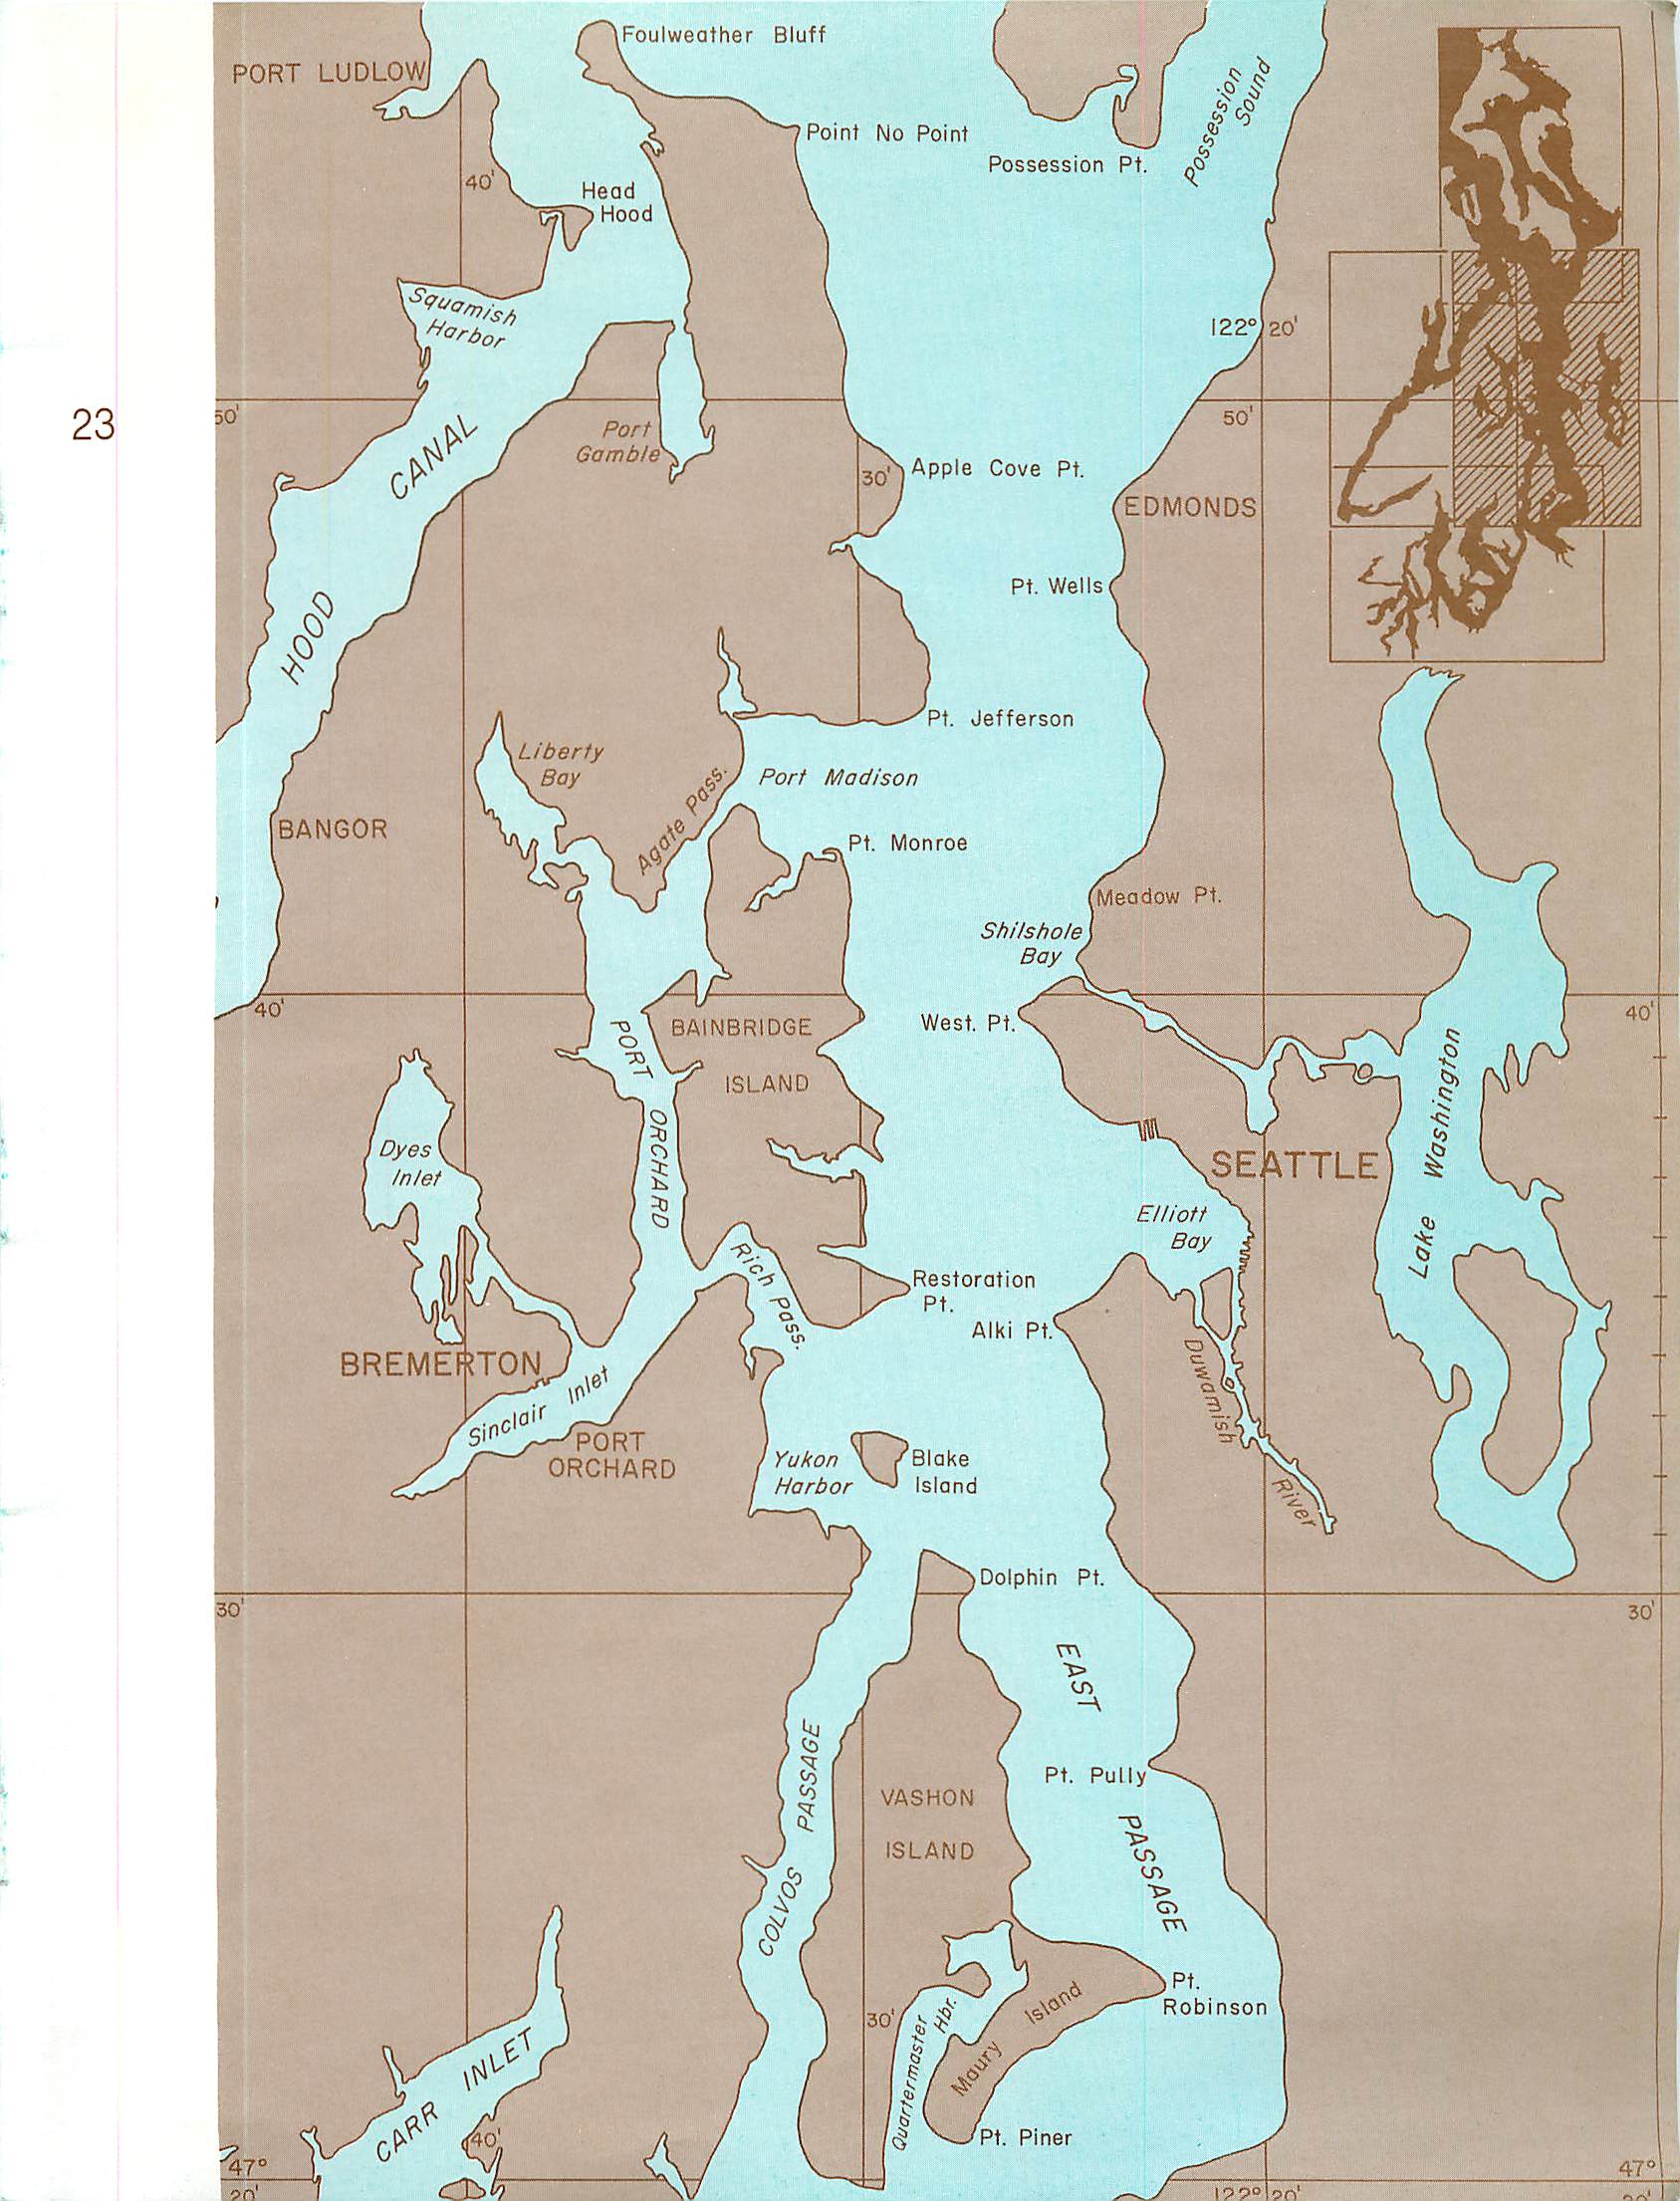 Foulweather Bluff
PORT LUDLOW
Possession
Sound
Point No Point
Possession Pt.
40'
Head
Hood
Squamish
Harbor
122° 20'
23
50'
50'
CANAL
Port
Gamble
30'
Apple Cove Pt.
EDMONDS
Pt. Wells
HOOD
Pt. Jefferson
Liberty
Bay
Port Madison
Agate Pass.
BANGOR
Pt. Monroe
Meadow Pt.
Shilshole
Bay
40'
West. Pt.
40'
BAINBRIDGE
ISLAND
PORT
ORCHARD
Lake Washington
Dyes
Inlet
SEATTLE
Elliott
Bay
Rich Pass.
Restoration
Pt.
Alki Pt.
BREMERTON
Duwamish
River
Sinclair Inlet
PORT
ORCHARD
Yukon
Harbor
Blake
Island
Dolphin Pt.
30'
30'
EAST
PASSAGE
Pt. Pully
COLVOS PASSAGE
VASHON
ISLAND
Pt.
Robinson
30'
Quartermaster
Hbr.
Maury Island
CARR INLET
Pt. Piner
40'
47°
47°
20'
122° 20'
20'